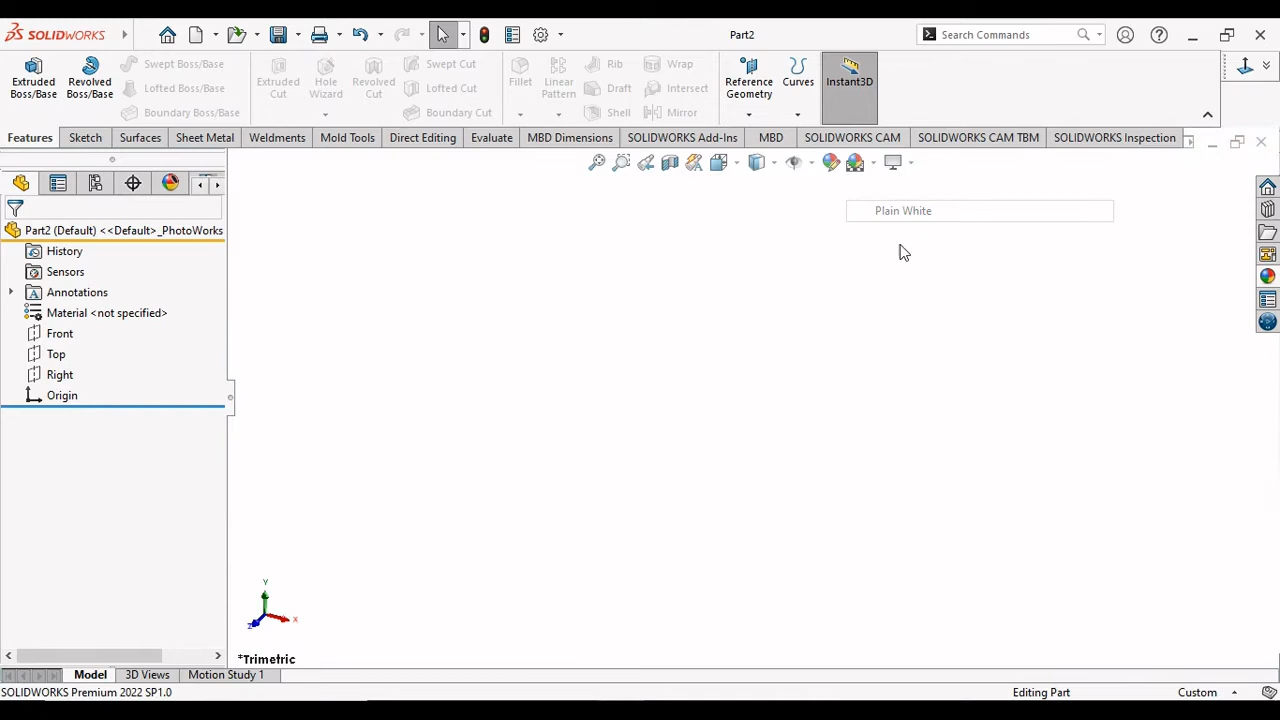 SOLIDWORKS
Part2
Search Commands
Extruded Boss/Base
Revolved Boss/Base
Swept Boss/Base
Lofted Boss/Base
Boundary Boss/Base
Extruded Cut
Hole Wizard
Revolved Cut
Swept Cut
Lofted Cut
Boundary Cut
Fillet
Linear Pattern
Rib
Draft
Shell
Wrap
Intersect
Mirror
Reference Geometry
Curves
Instant3D
Features Sketch Surfaces Sheet Metal Weldments Mold Tools Direct Editing Evaluate MBD Dimensions SOLIDWORKS Add-Ins MBD SOLIDWORKS CAM SOLIDWORKS CAM TBM SOLIDWORKS Inspection
Plain White
Part2 (Default) <<Default>_PhotoWorks
History
Sensors
Annotations
Material <not specified>
Front
Top
Right
Origin
Y
X
Z
*Trimetric
Model 3D Views Motion Study 1
SOLIDWORKS Premium 2022 SP1.0
Editing Part
Custom